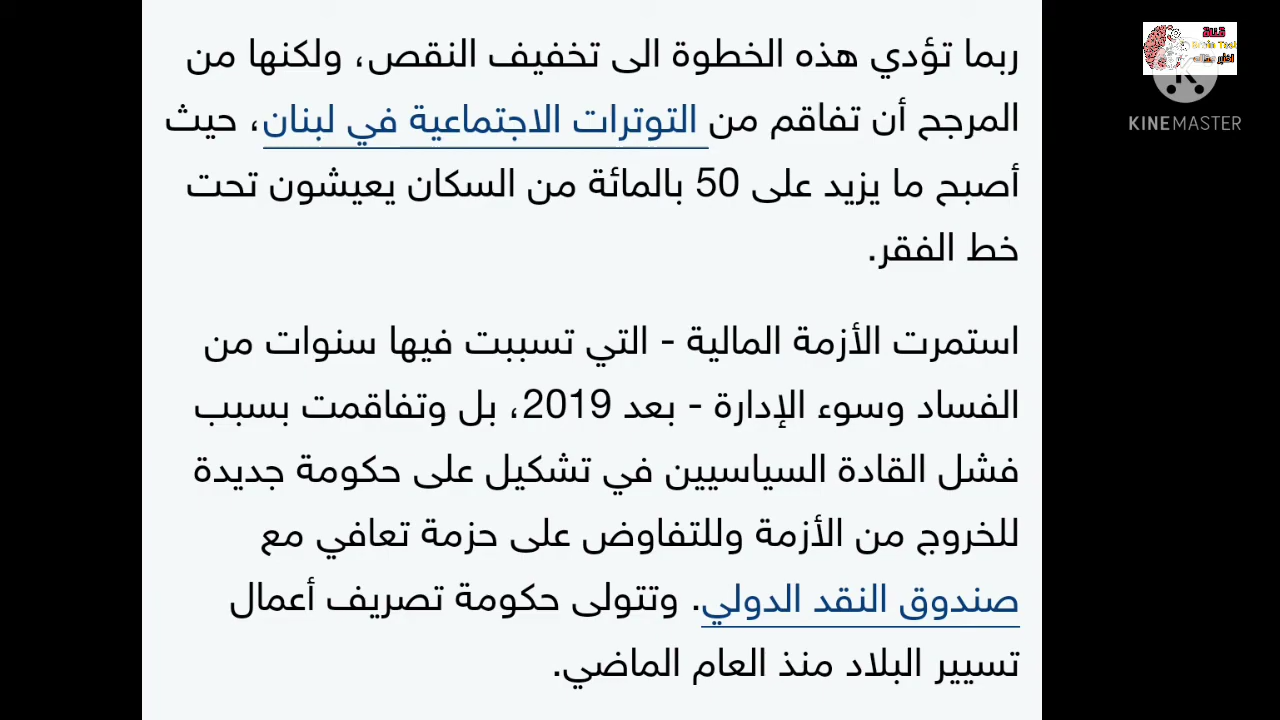 ربما تؤدي هذه الخطوة الى تخفيف النقص، ولكنها من
المرجح أن تفاقم من التوترات الاجتماعية في لبنان، حيث
أصبح ما يزيد على 50 بالمائة من السكان يعيشون تحت
خط الفقر.
استمرت الأزمة المالية - التي تسببت فيها سنوات من
الفساد وسوء الإدارة - بعد 2019، بل وتفاقمت بسبب
فشل القادة السياسيين في تشكيل على حكومة جديدة
للخروج من الأزمة وللتفاوض على حزمة تعافي مع
صندوق النقد الدولي. وتتولى حكومة تصريف أعمال
تسيير البلاد منذ العام الماضي.
KINEMASTER